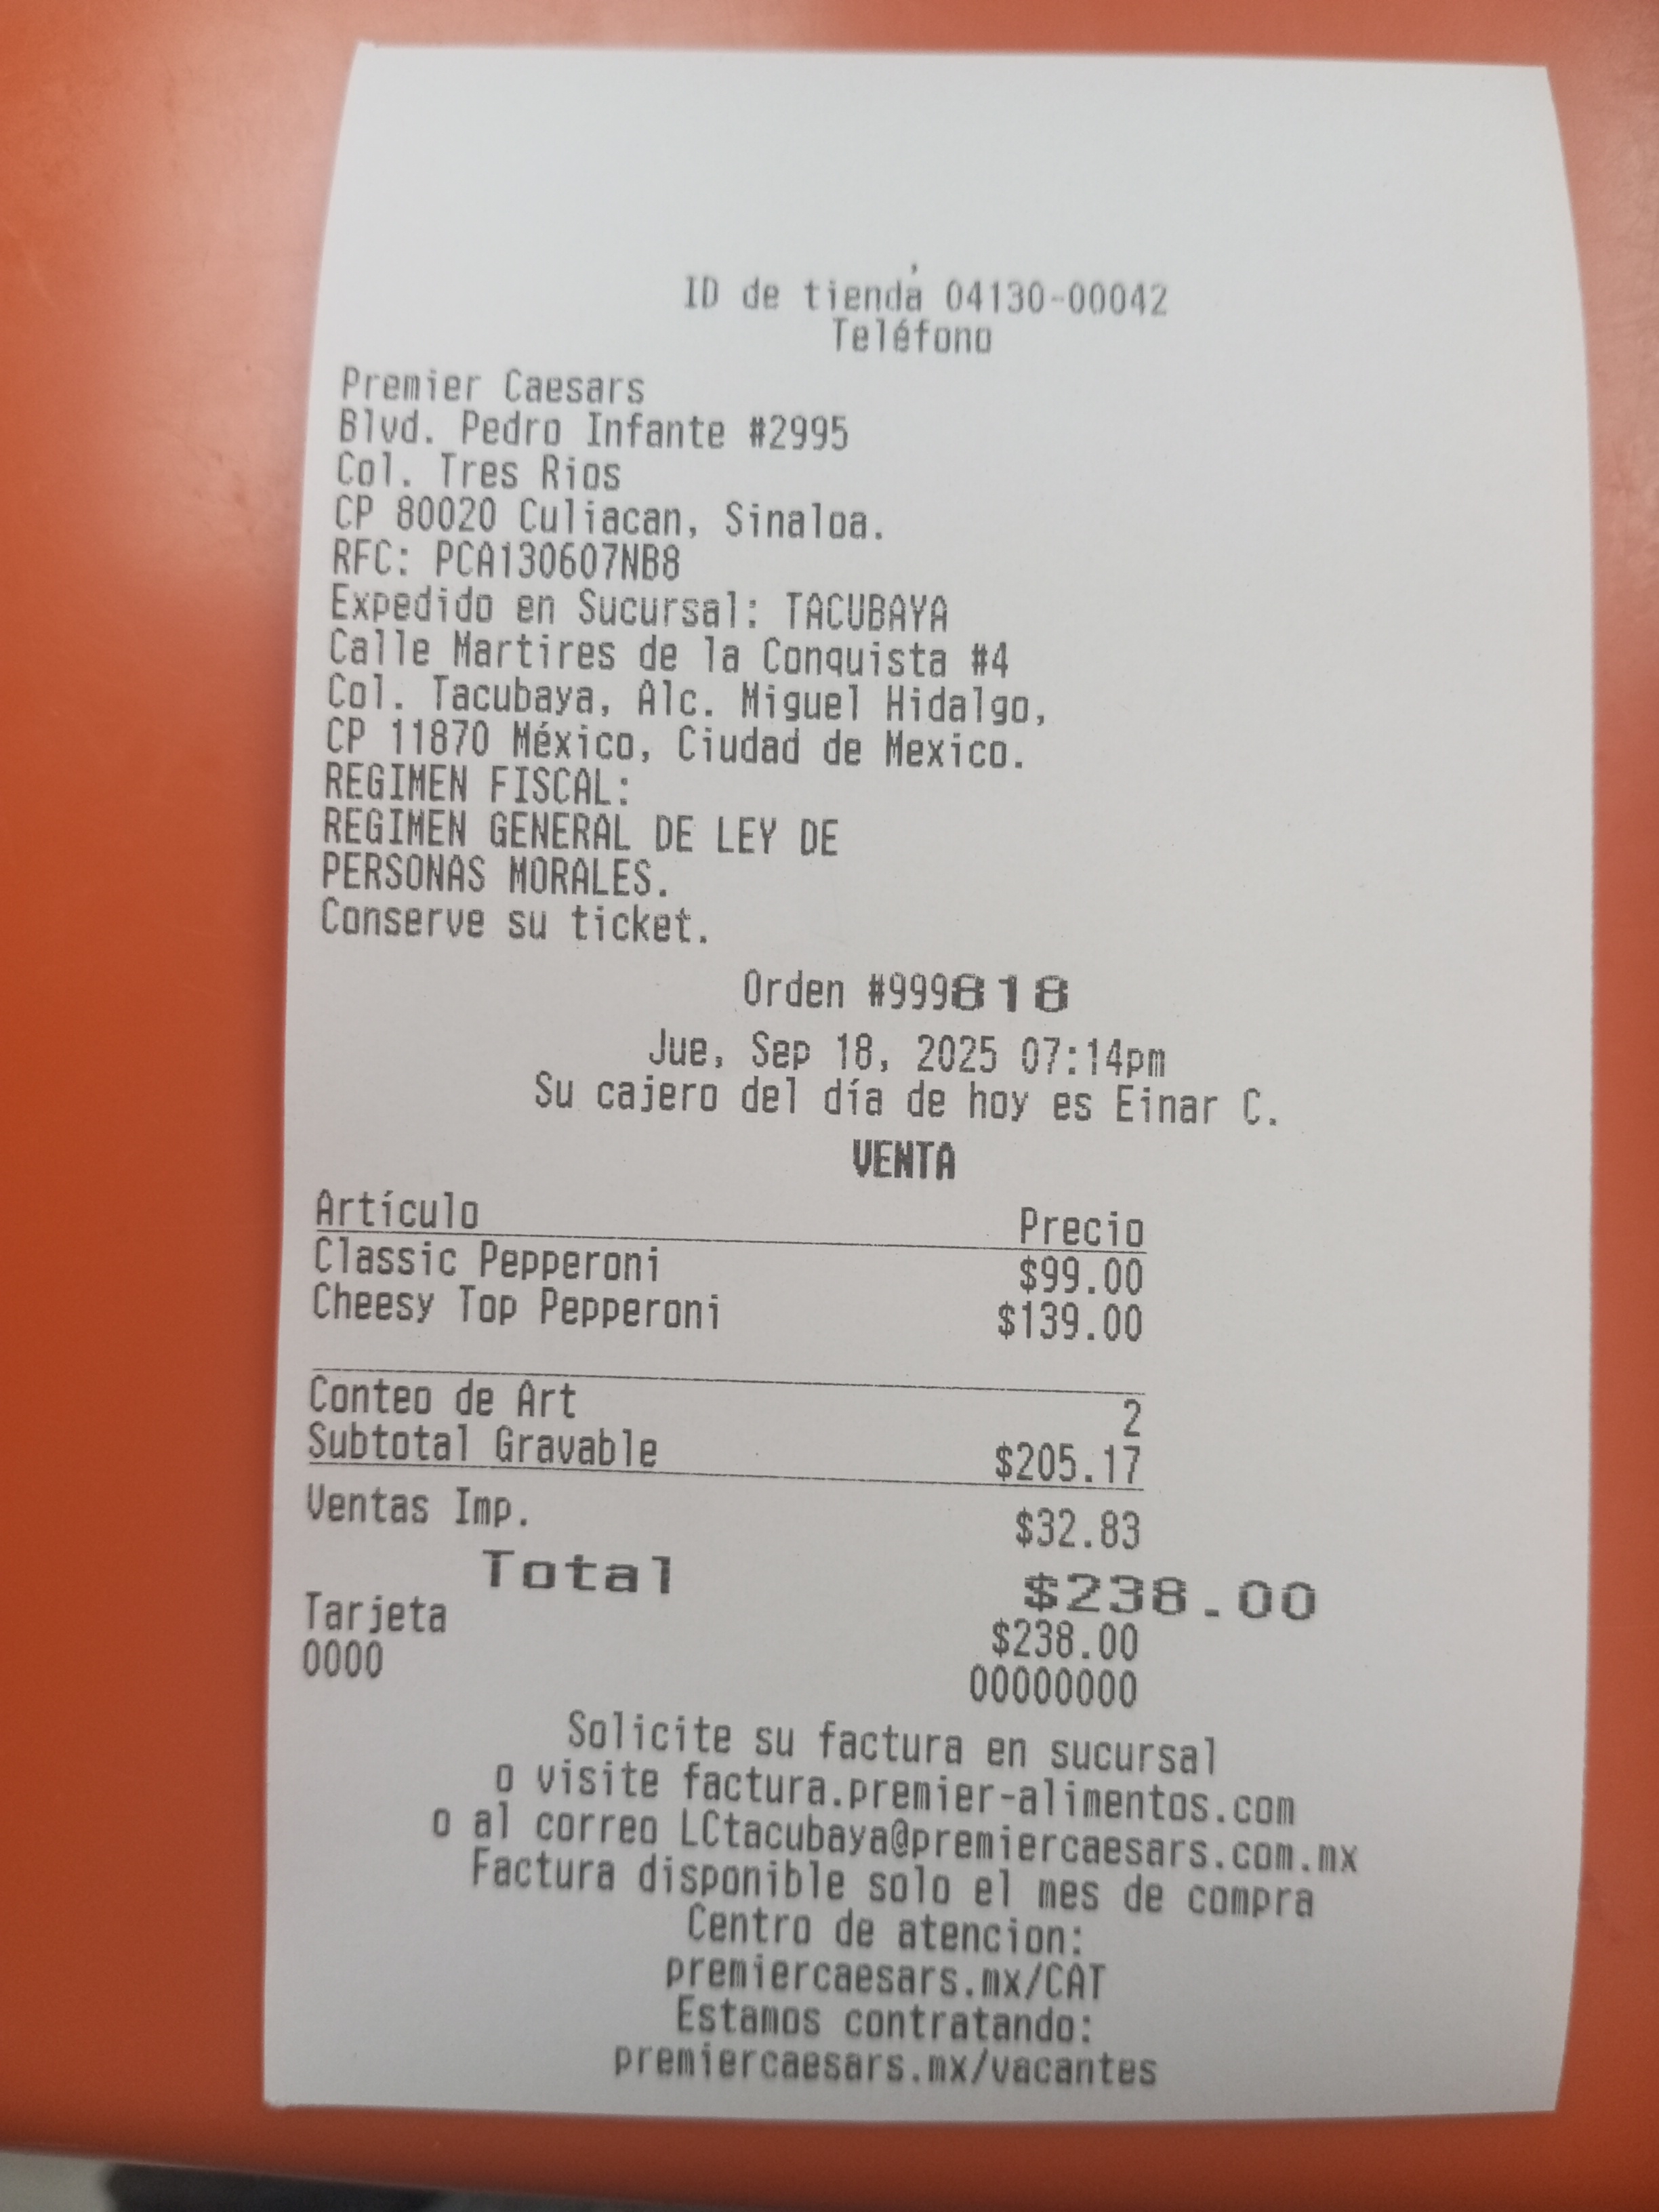 ID de tienda 04130-00042
Teléfono
Premier Caesars
Blvd. Pedro Infante #2995
Col. Tres Rios
CP 80020 Culiacan, Sinaloa.
RFC: PCA130607NB8
Expedido en Sucursal: TACUBAYA
Calle Martires de la Conquista #4
Col. Tacubaya, Alc. Miguel Hidalgo,
CP 11870 México, Ciudad de Mexico.
REGIMEN FISCAL:
REGIMEN GENERAL DE LEY DE
PERSONAS MORALES.
Conserve su ticket.
Orden #999818
Jue, Sep 18, 2025 07:14pm
Su cajero del día de hoy es Einar C.
VENTA
Artículo Precio
Classic Pepperoni $99.00
Cheesy Top Pepperoni $139.00
Conteo de Art 2
Subtotal Gravable $205.17
Ventas Imp. $32.83
Total $238.00
Tarjeta $238.00
0000 00000000
Solicite su factura en sucursal
o visite factura.premier-alimentos.com
o al correo LCtacubaya@premiercaesars.com.mx
Factura disponible solo el mes de compra
Centro de atencion:
premiercaesars.mx/CAT
Estamos contratando:
premiercaesars.mx/vacantes